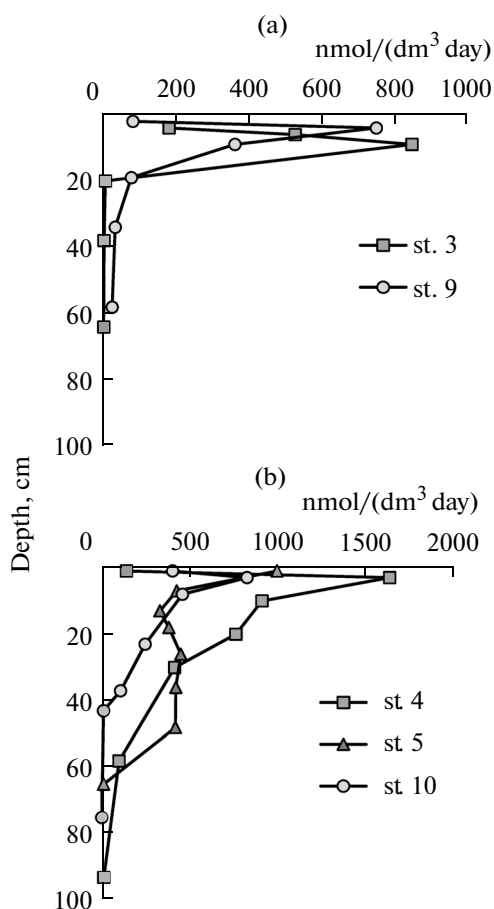 (a)
nmol/(dm³ day)
0 200 400 600 800 1000
20
40
60
80
100
st. 3
st. 9
Depth, cm
(b)
nmol/(dm³ day)
0 500 1000 1500 2000
20
40
60
80
100
st. 4
st. 5
st. 10